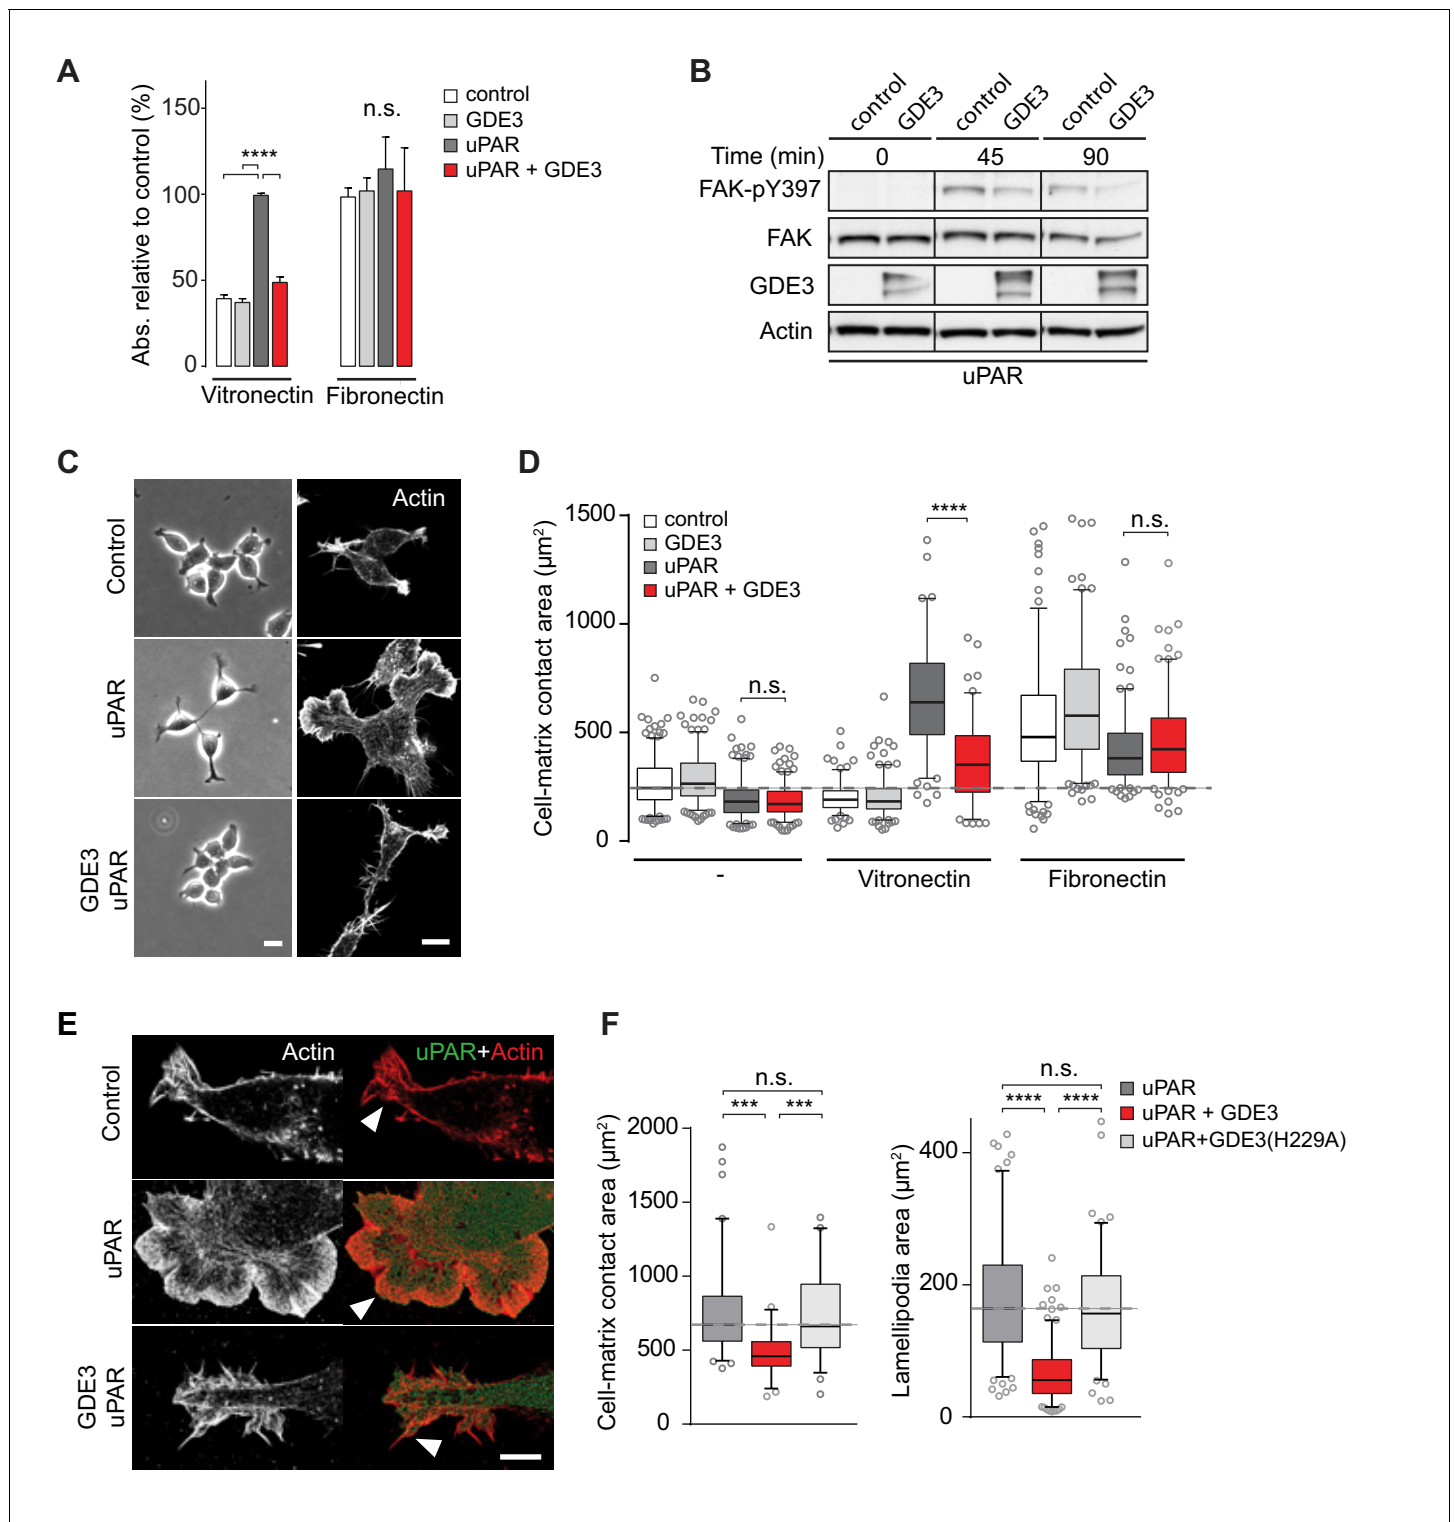 A
Abs. relative to control (%)
150
100
50
0
****
n.s.
control
GDE3
uPAR
uPAR + GDE3
Vitronectin
Fibronectin
B
control
GDE3
control
GDE3
control
GDE3
Time (min)
0
45
90
FAK-pY397
FAK
GDE3
Actin
uPAR
C
Control
Actin
uPAR
GDE3
uPAR
D
Cell-matrix contact area (µm²)
1500
1000
500
0
control
GDE3
uPAR
uPAR + GDE3
n.s.
****
n.s.
-
Vitronectin
Fibronectin
E
Control
Actin
uPAR+Actin
uPAR
GDE3
uPAR
F
Cell-matrix contact area (µm²)
2000
1500
1000
500
0
n.s.
***
***
Lamellipodia area (µm²)
400
200
0
n.s.
****
****
uPAR
uPAR + GDE3
uPAR+GDE3(H229A)